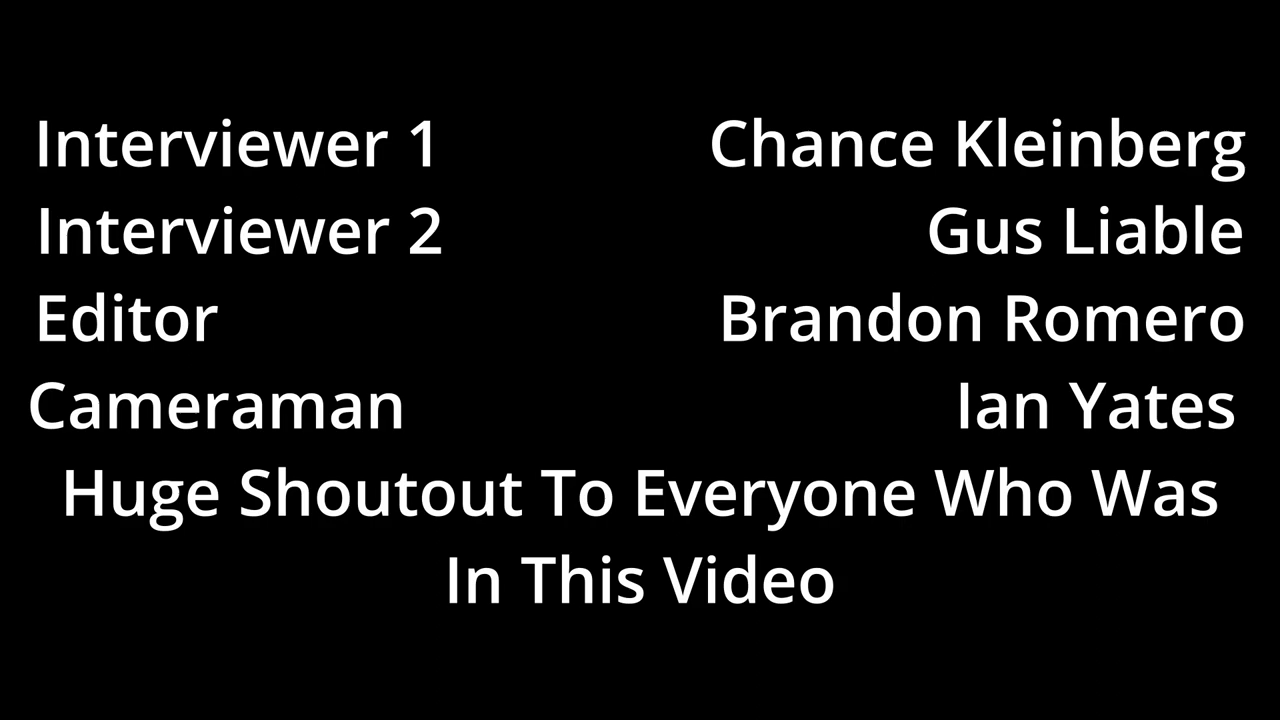 Interviewer 1 Chance Kleinberg
Interviewer 2 Gus Liable
Editor Brandon Romero
Cameraman Ian Yates
Huge Shoutout To Everyone Who Was
In This Video